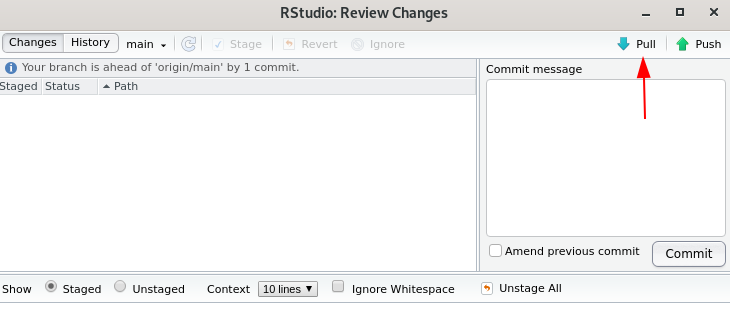 RStudio: Review Changes
Changes History main Stage Revert Ignore Pull Push
Your branch is ahead of 'origin/main' by 1 commit.
Staged Status Path
Commit message
Amend previous commit Commit
Show Staged Unstaged Context 10 lines Ignore Whitespace Unstage All